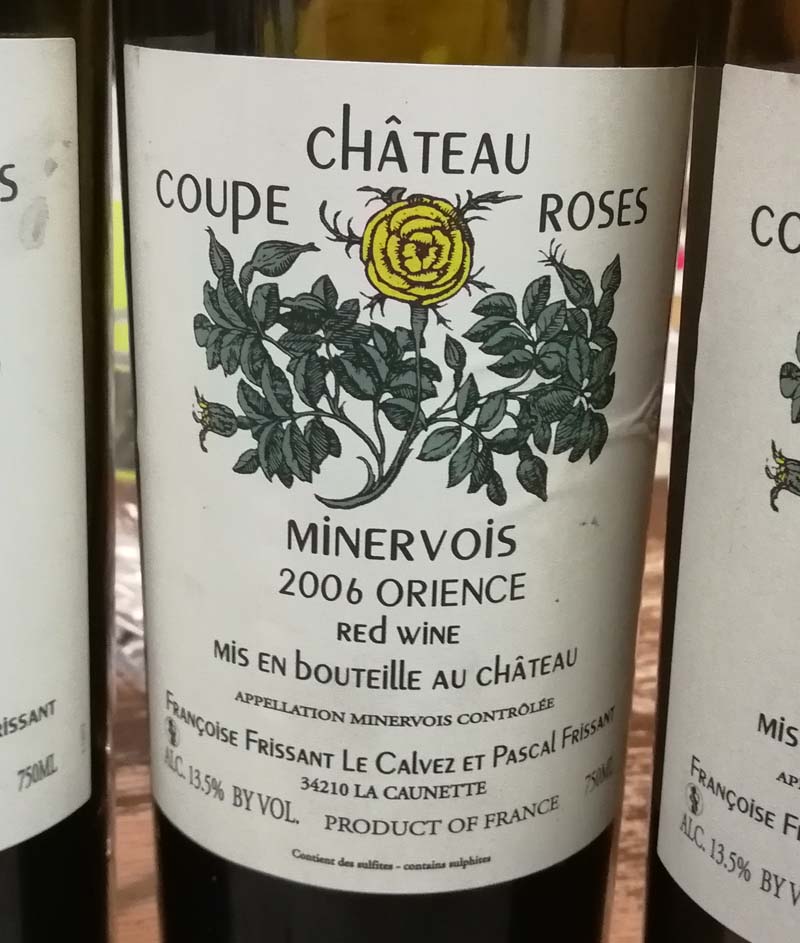 CHÂTEAU
COUPE ROSES
MINERVOIS
2006 ORIENCE
RED WINE
MIS EN BOUTEILLE AU CHÂTEAU
APPELLATION MINERVOIS CONTRÔLÉE
FRANÇOISE FRISSANT LE CALVEZ ET PASCAL FRISSANT
34210 LA CAUNETTE
ALC. 13.5% BY VOL. 750ML
PRODUCT OF FRANCE
Contient des sulfites - contains sulphites
S
RISSANT
750ML
CO
MIS
AP
FRANÇOISE F
ALC. 13.5% BY V